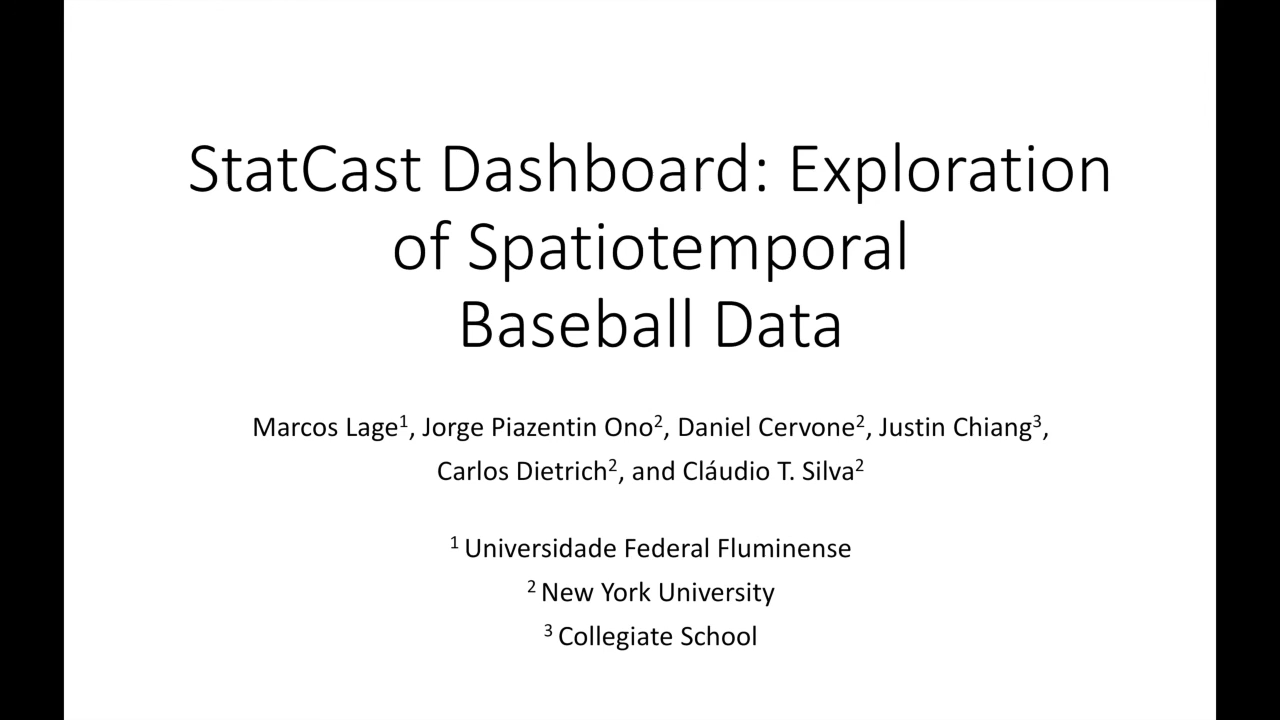 StatCast Dashboard: Exploration
of Spatiotemporal
Baseball Data
Marcos Lage¹, Jorge Piazentin Ono², Daniel Cervone², Justin Chiang³,
Carlos Dietrich², and Cláudio T. Silva²
¹ Universidade Federal Fluminense
² New York University
³ Collegiate School